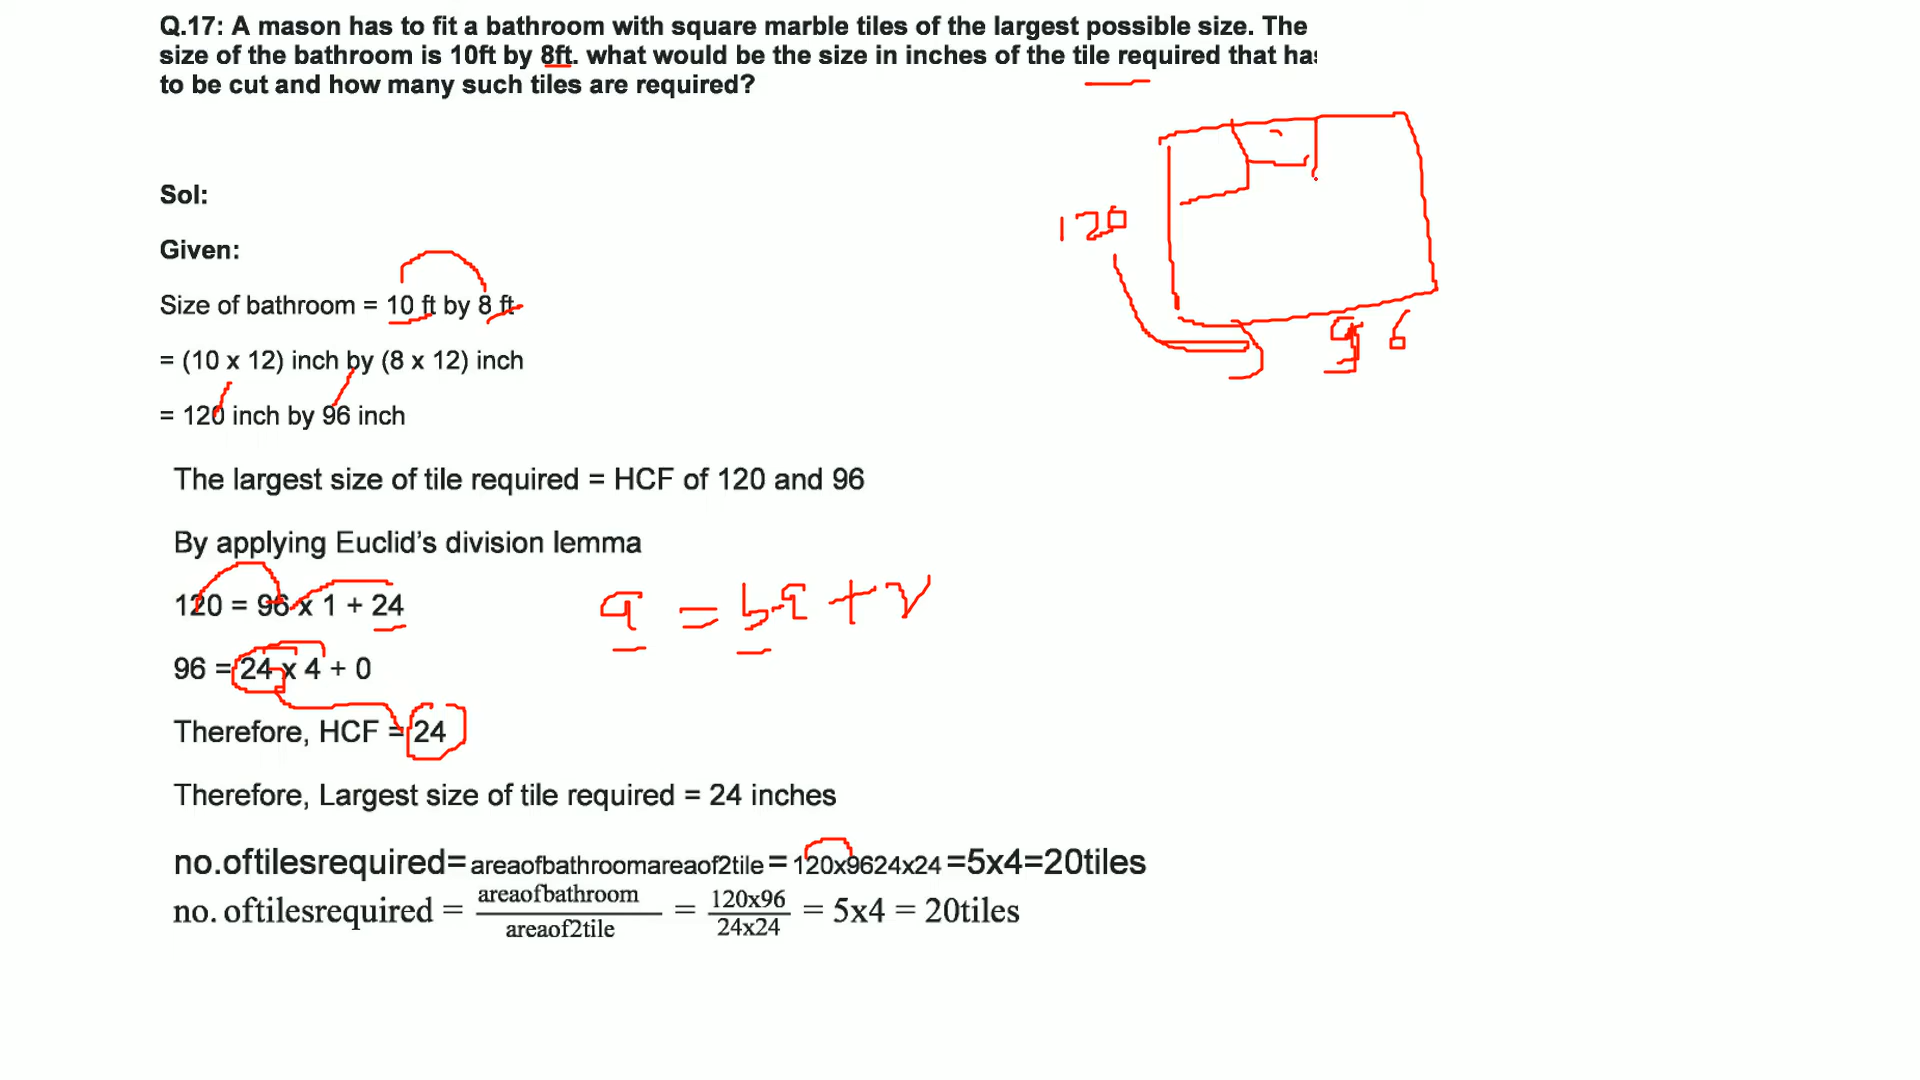 Q.17: A mason has to fit a bathroom with square marble tiles of the largest possible size. The
size of the bathroom is 10ft by 8ft. what would be the size in inches of the tile required that has
to be cut and how many such tiles are required?
Sol:
120
Given:
Size of bathroom = 10 ft by 8 ft
96
= (10 x 12) inch by (8 x 12) inch
= 120 inch by 96 inch
The largest size of tile required = HCF of 120 and 96
By applying Euclid’s division lemma
120 = 96 x 1 + 24
a = bq + r
96 = 24 x 4 + 0
Therefore, HCF = 24
Therefore, Largest size of tile required = 24 inches
no.oftilesrequired=areaofbathroomareaof2tile=120x9624x24=5x4=20tiles
no. oftilesrequired = areaofbathroom/areaof2tile = 120x96/24x24 = 5x4 = 20tiles